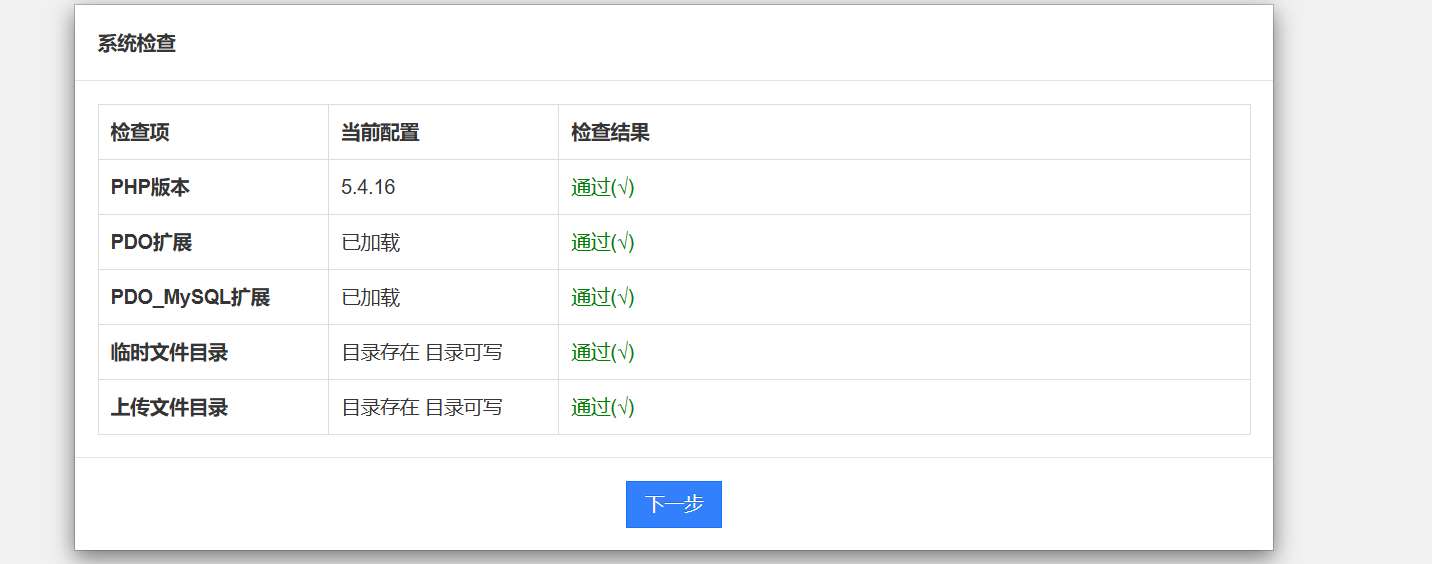 系统检查
检查项 当前配置 检查结果
PHP版本 5.4.16 通过(√)
PDO扩展 已加载 通过(√)
PDO_MySQL扩展 已加载 通过(√)
临时文件目录 目录存在 目录可写 通过(√)
上传文件目录 目录存在 目录可写 通过(√)
下一步